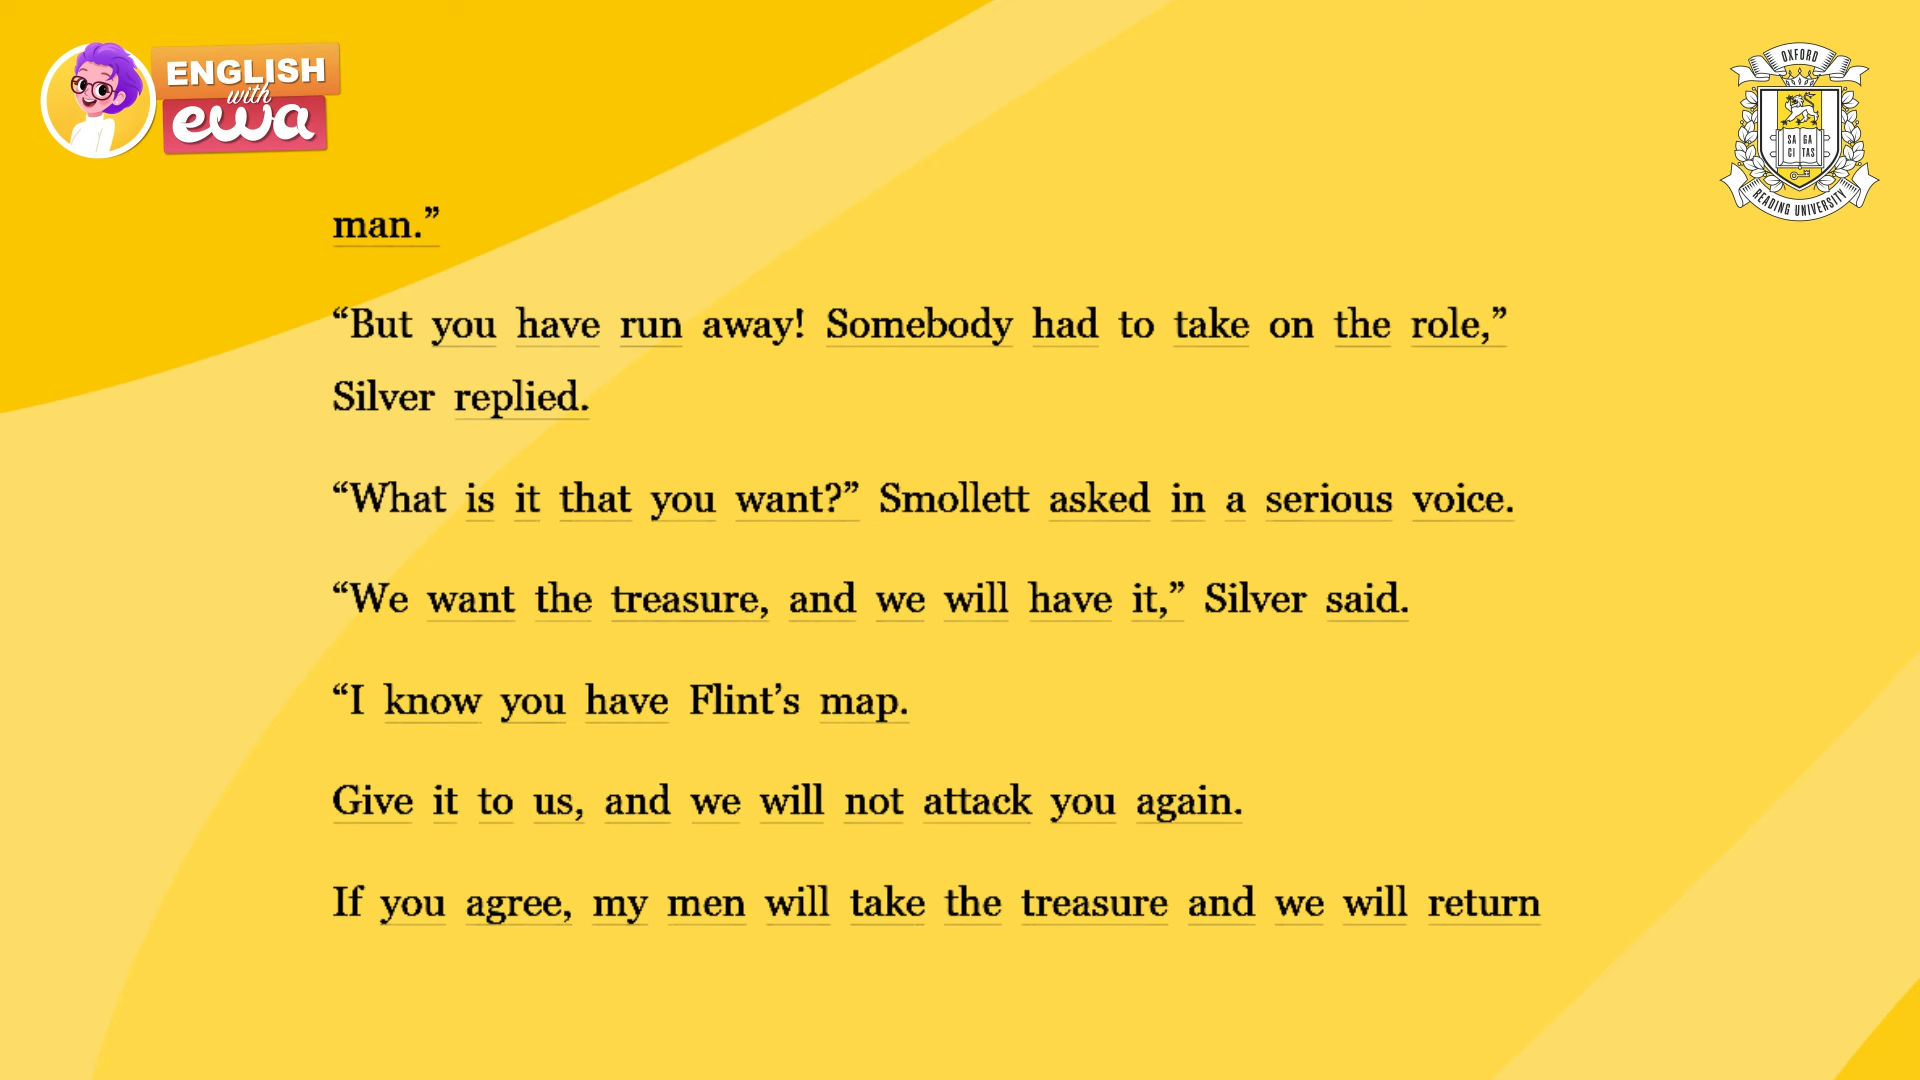 ENGLISH
with
ewa
OXFORD
SA GA
CI TAS
READING UNIVERSITY
man.”
“But you have run away! Somebody had to take on the role,”
Silver replied.
“What is it that you want?” Smollett asked in a serious voice.
“We want the treasure, and we will have it,” Silver said.
“I know you have Flint’s map.
Give it to us, and we will not attack you again.
If you agree, my men will take the treasure and we will return